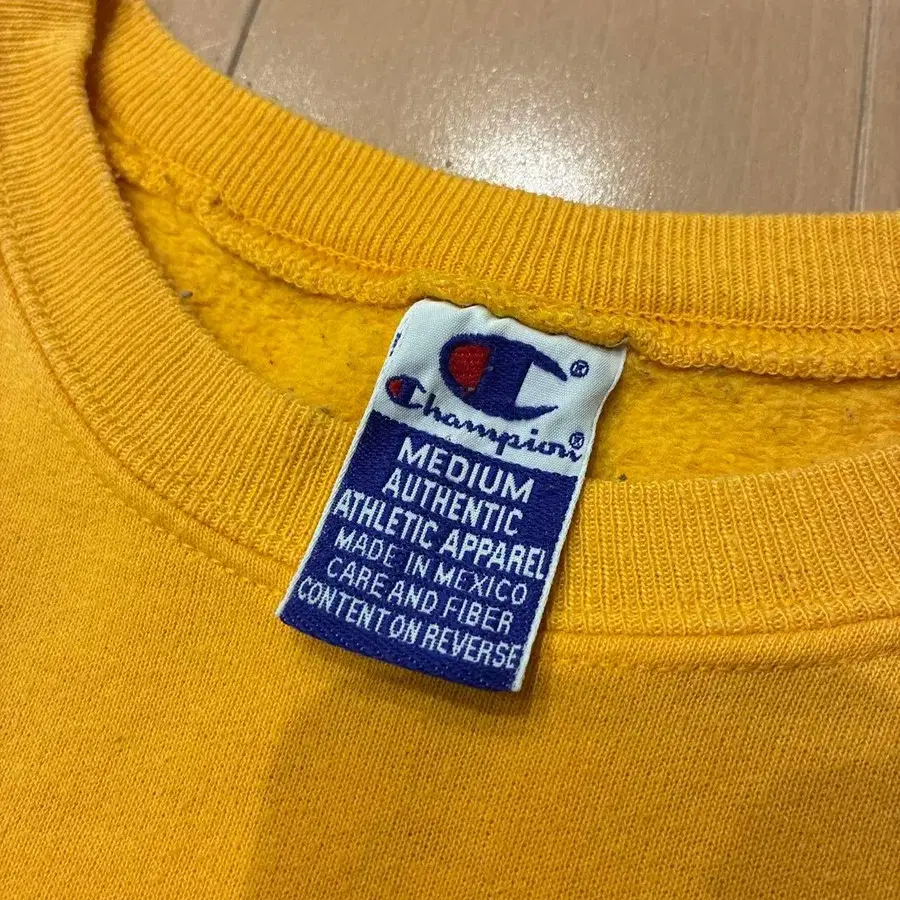 ®
Champion®
MEDIUM
AUTHENTIC
ATHLETIC APPAREL
MADE IN MEXICO
CARE AND FIBER
CONTENT ON REVERSE